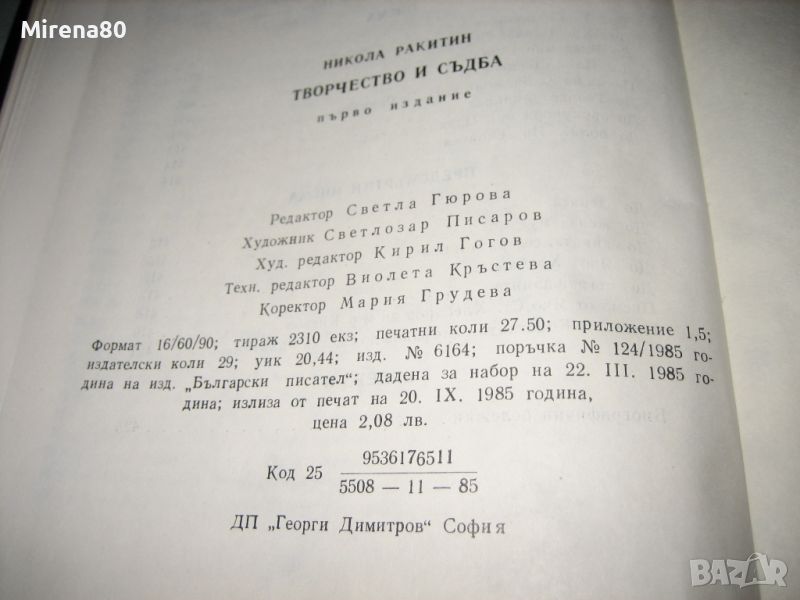 Mirena80
НИКОЛА РАКИТИН
ТВОРЧЕСТВО И СЪДБА
първо издание
Редактор Светла Гюрова
Художник Светлозар Писаров
Худ. редактор Кирил Гогов
Техн. редактор Виолета Кръстева
Коректор Мария Грудева
Формат 16/60/90; тираж 2310 екз; печатни коли 27.50; приложение 1,5;
издателски коли 29; уик 20,44; изд. № 6164; поръчка № 124/1985 го-
дина на изд. „Български писател“; дадена за набор на 22. III. 1985 го-
дина; излиза от печат на 20. IX. 1985 година,
цена 2,08 лв.
Код 25 9536176511
5508 — 11 — 85
ДП „Георги Димитров“ София
BAZAR